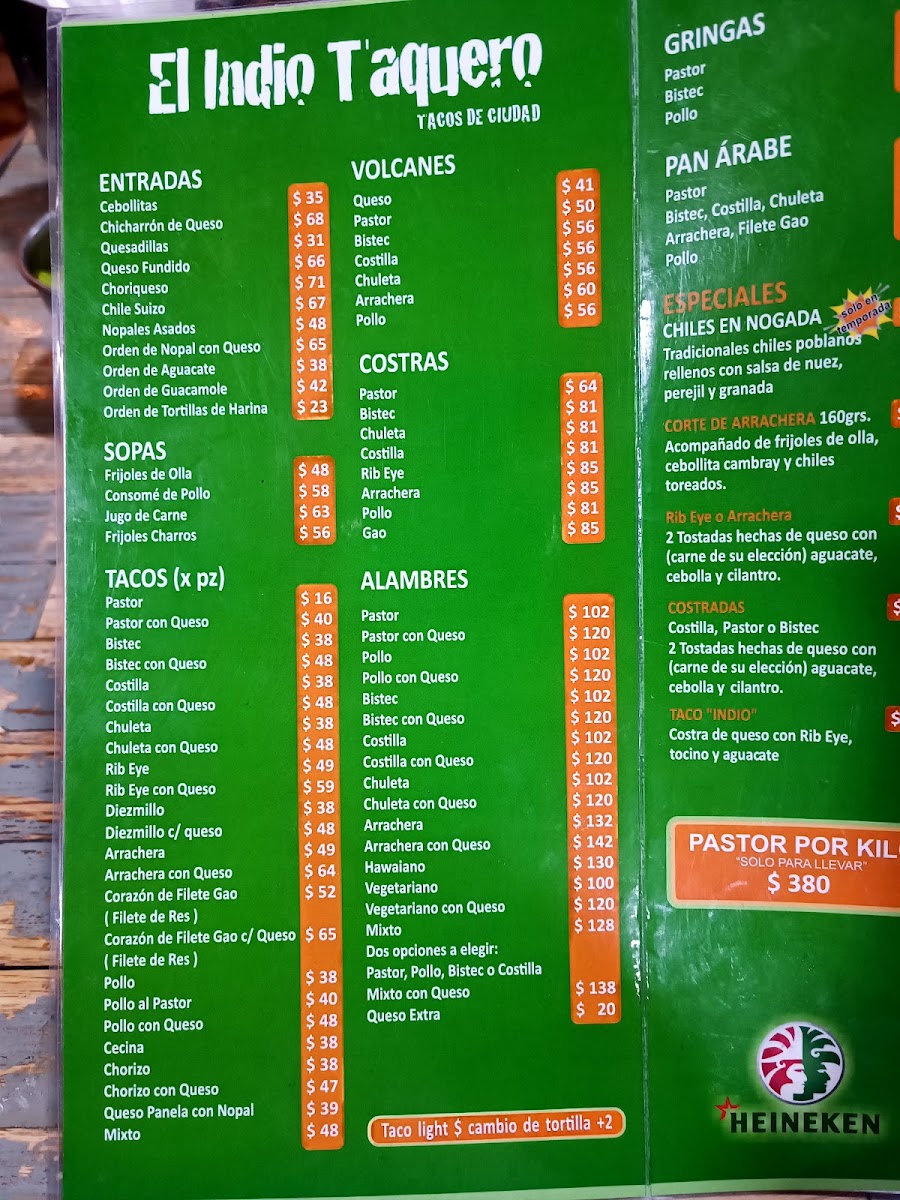 El Indio Taquero
TACOS DE CIUDAD
ENTRADAS
Cebollitas $ 35
Chicharrón de Queso $ 68
Quesadillas $ 31
Queso Fundido $ 66
Choriqueso $ 71
Chile Suizo $ 67
Nopales Asados $ 48
Orden de Nopal con Queso $ 65
Orden de Aguacate $ 38
Orden de Guacamole $ 42
Orden de Tortillas de Harina $ 23
SOPAS
Frijoles de Olla $ 48
Consomé de Pollo $ 58
Jugo de Carne $ 63
Frijoles Charros $ 56
TACOS (x pz)
Pastor $ 16
Pastor con Queso $ 40
Bistec $ 38
Bistec con Queso $ 48
Costilla $ 38
Costilla con Queso $ 48
Chuleta $ 38
Chuleta con Queso $ 48
Rib Eye $ 49
Rib Eye con Queso $ 59
Diezmillo $ 38
Diezmillo c/ queso $ 48
Arrachera $ 49
Arrachera con Queso $ 64
Corazón de Filete Gao $ 52
( Filete de Res )
Corazón de Filete Gao c/ Queso $ 65
( Filete de Res )
Pollo $ 38
Pollo al Pastor $ 40
Pollo con Queso $ 48
Cecina $ 38
Chorizo $ 38
Chorizo con Queso $ 47
Queso Panela con Nopal $ 39
Mixto $ 48
VOLCANES
Queso $ 41
Pastor $ 50
Bistec $ 56
Costilla $ 56
Chuleta $ 56
Arrachera $ 60
Pollo $ 56
COSTRAS
Pastor $ 64
Bistec $ 81
Chuleta $ 81
Costilla $ 81
Rib Eye $ 85
Arrachera $ 85
Pollo $ 81
Gao $ 85
ALAMBRES
Pastor $ 102
Pastor con Queso $ 120
Pollo $ 102
Pollo con Queso $ 120
Bistec $ 102
Bistec con Queso $ 120
Costilla $ 102
Costilla con Queso $ 120
Chuleta $ 102
Chuleta con Queso $ 120
Arrachera $ 132
Arrachera con Queso $ 142
Hawaiano $ 130
Vegetariano $ 100
Vegetariano con Queso $ 120
Mixto $ 128
Dos opciones a elegir:
Pastor, Pollo, Bistec o Costilla
Mixto con Queso $ 138
Queso Extra $ 20
Taco light $ cambio de tortilla +2
GRINGAS
Pastor
Bistec
Pollo
PAN ÁRABE
Pastor
Bistec, Costilla, Chuleta
Arrachera, Filete Gao
Pollo
ESPECIALES
CHILES EN NOGADA
solo en
temporada
Tradicionales chiles poblanos
rellenos con salsa de nuez,
perejil y granada
CORTE DE ARRACHERA 160grs. $
Acompañado de frijoles de olla,
cebollita cambray y chiles
toreados.
Rib Eye o Arrachera $
2 Tostadas hechas de queso con
(carne de su elección) aguacate,
cebolla y cilantro.
COSTRADAS $
Costilla, Pastor o Bistec
2 Tostadas hechas de queso con
(carne de su elección) aguacate,
cebolla y cilantro.
TACO "INDIO" $
Costra de queso con Rib Eye,
tocino y aguacate
PASTOR POR KIL
"SOLO PARA LLEVAR"
$ 380
HEINEKEN